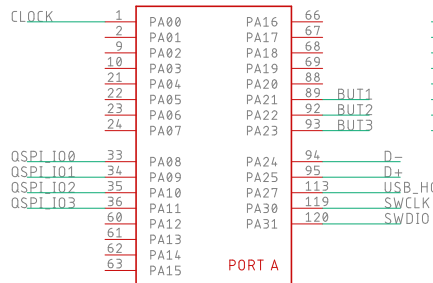 CLOCK 1 PA00 PA16 66
2 PA01 PA17 67
9 PA02 PA18 68
10 PA03 PA19 69
21 PA04 PA20 88
22 PA05 PA21 89 BUT1
23 PA06 PA22 92 BUT2
24 PA07 PA23 93 BUT3
QSPI_IO0 33 PA08 PA24 94 D-
QSPI_IO1 34 PA09 PA25 95 D+
QSPI_IO2 35 PA10 PA27 113 USB_HO
QSPI_IO3 36 PA11 PA30 119 SWCLK
60 PA12 PA31 120 SWDIO
61 PA13
62 PA14
63 PA15 PORT A